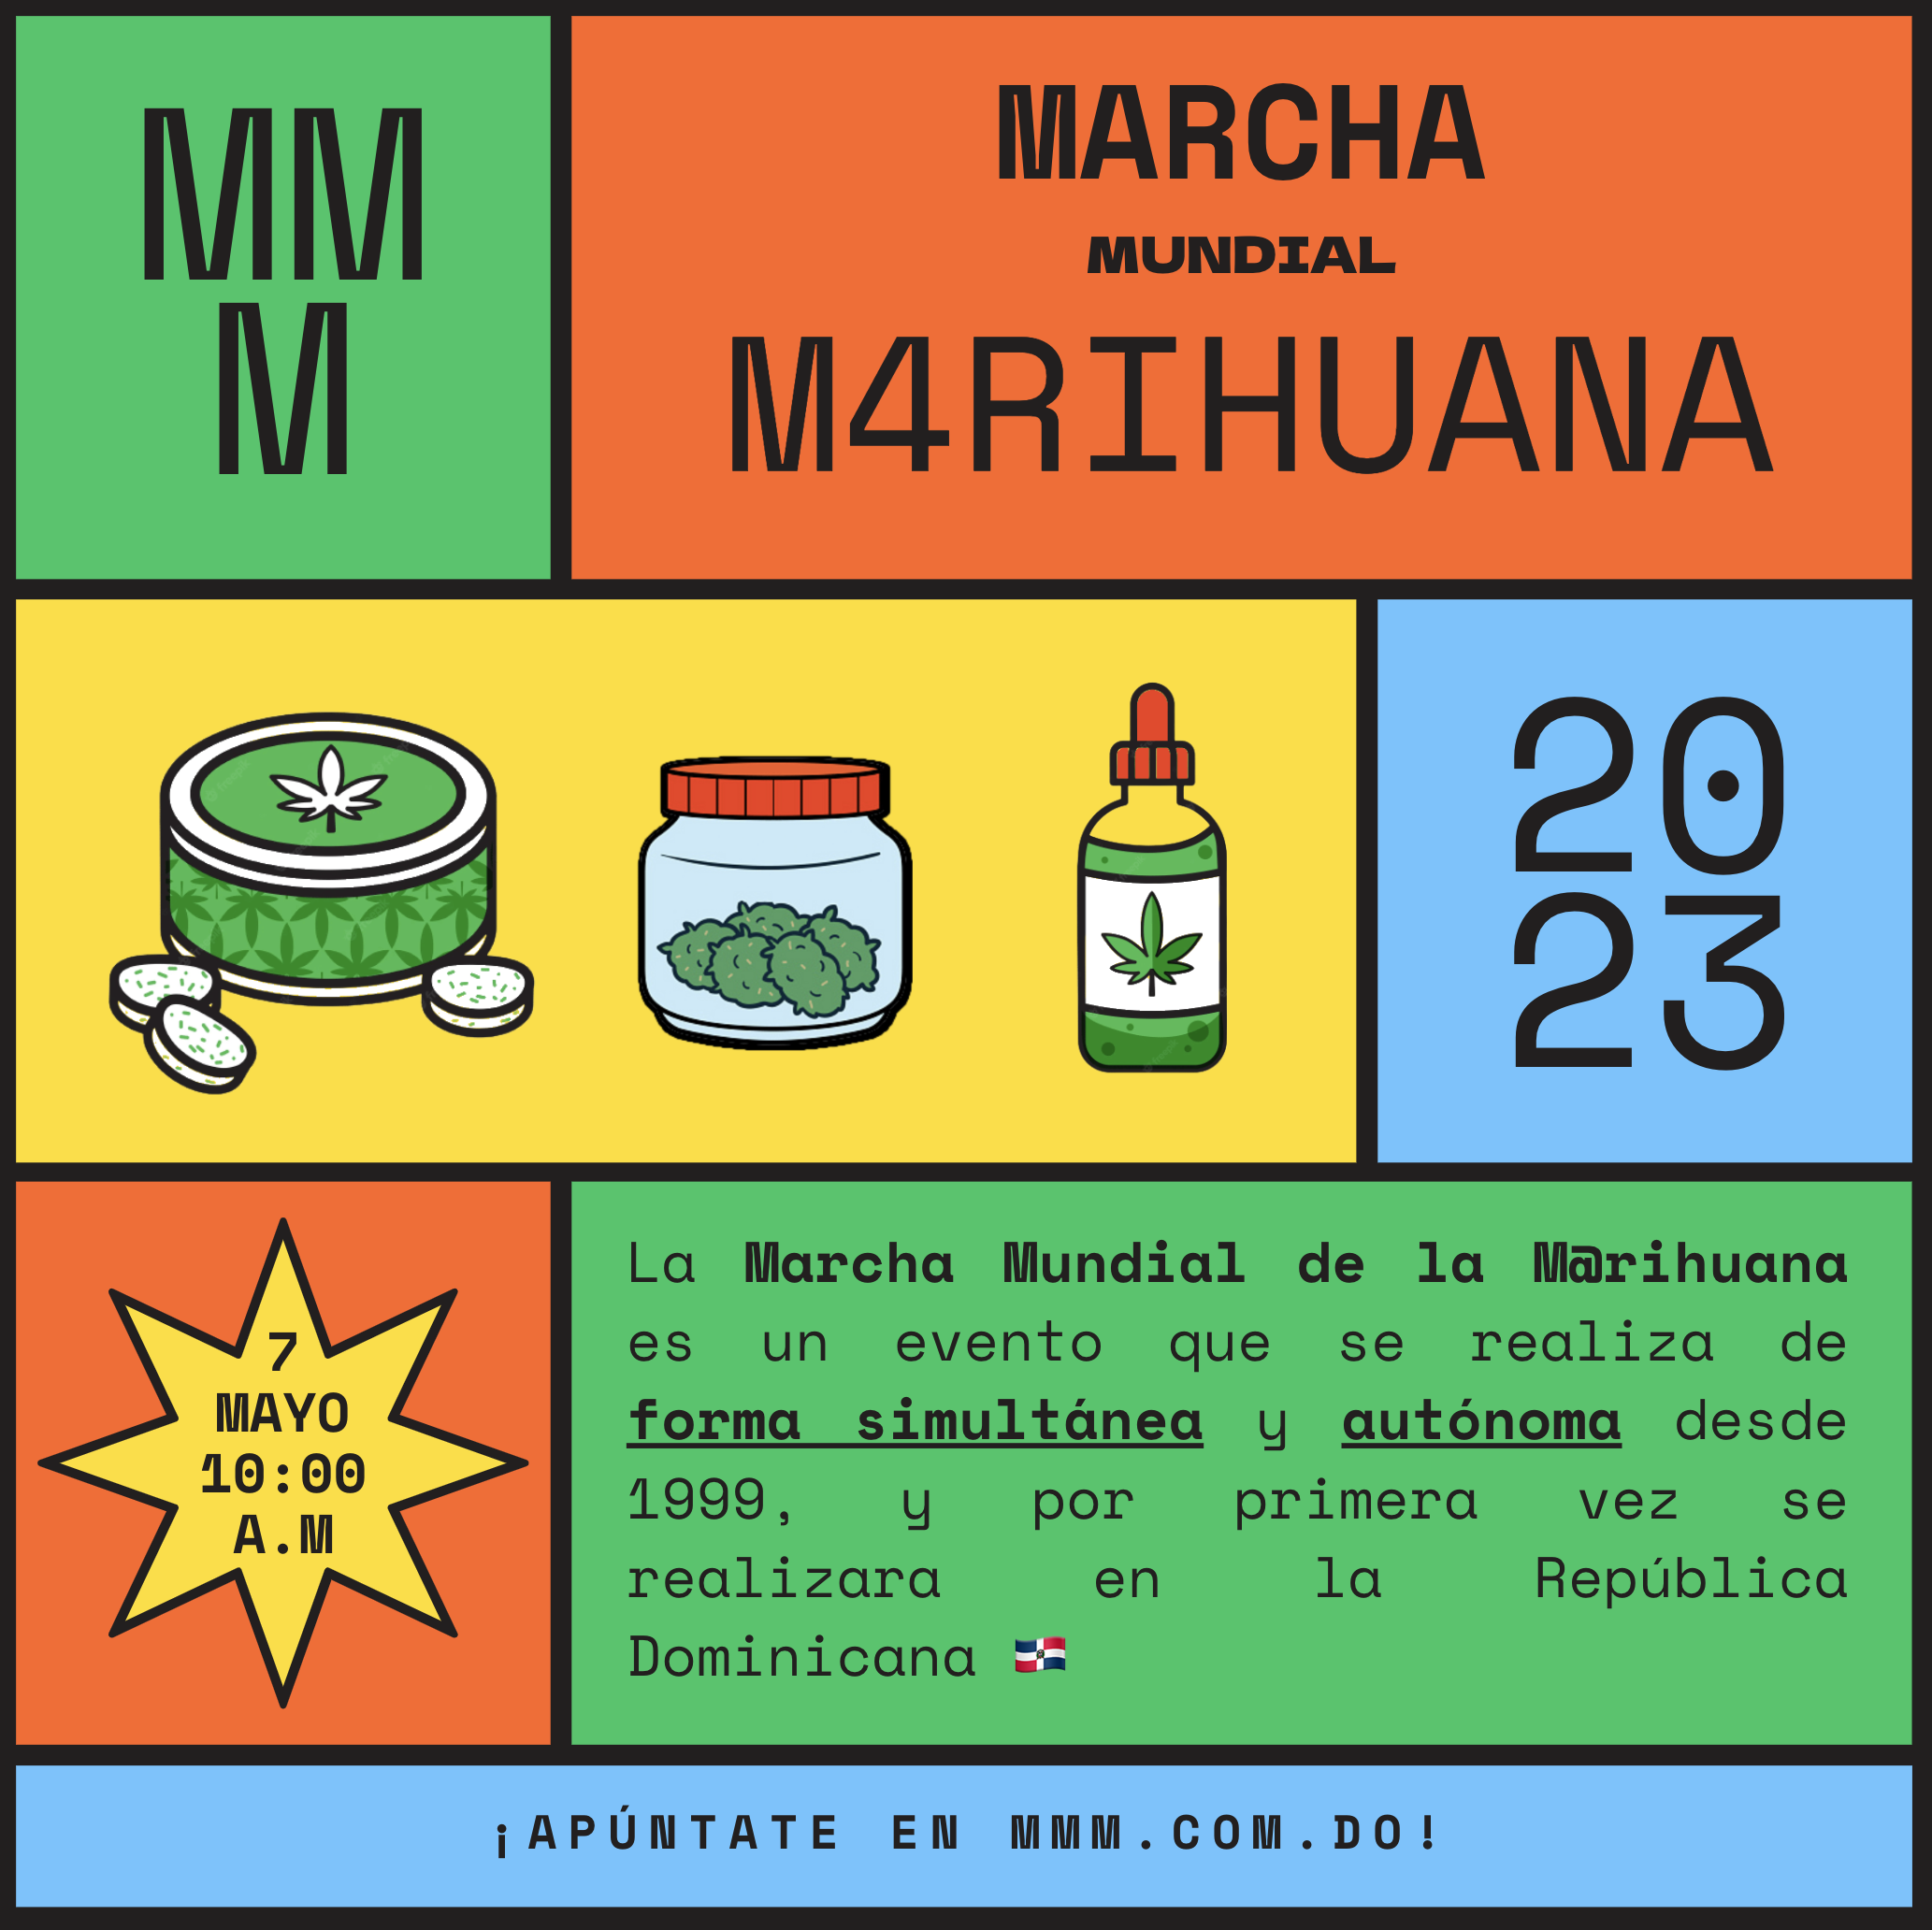 MM
M
MARCHA
MUNDIAL
M4RIHUANA
20
23
7
MAYO
10:00
A.M
La Marcha Mundial de la M@rihuana
es un evento que se realiza de
forma simultánea y autónoma desde
1999, y por primera vez se
realizara en la República
Dominicana 🇩🇴
¡APÚNTATE EN MMM.COM.DO!